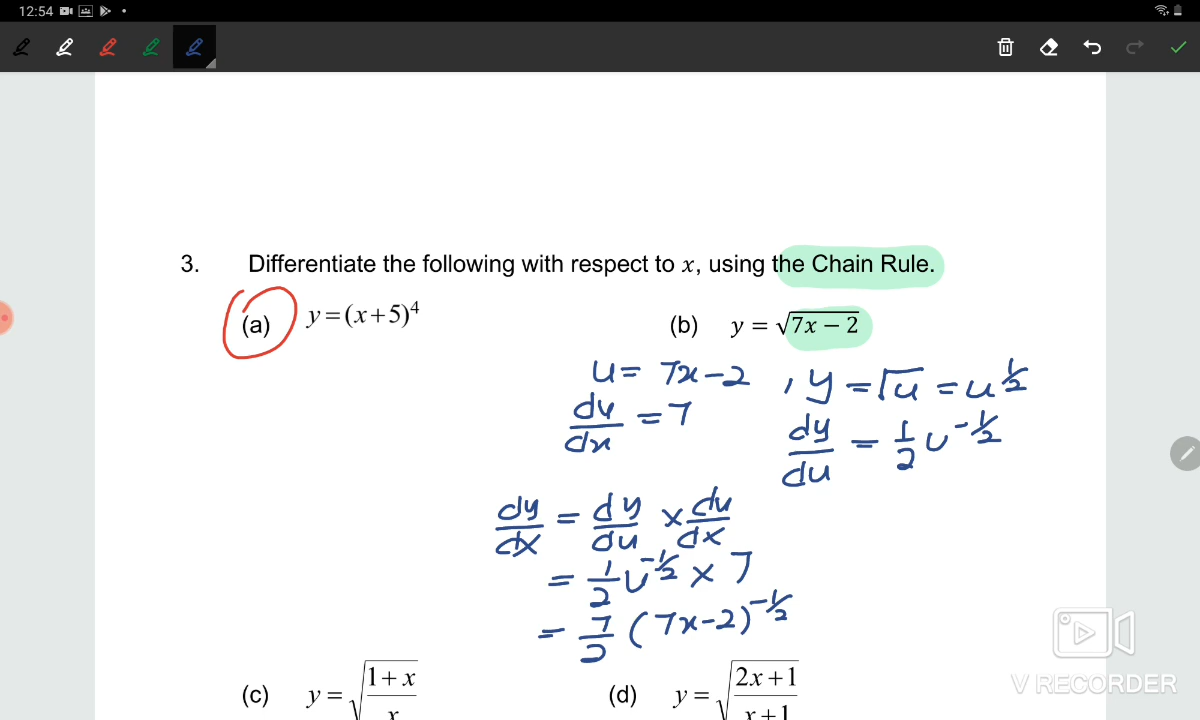 12:54
3. Differentiate the following with respect to x, using the Chain Rule.
(a) y=(x+5)⁴
(b) y = √(7x − 2)
u = 7x-2 , y = √u = u^½
du/dx = 7
dy/du = 1/2 u^-½
dy/dx = dy/du × du/dx
= 1/2 u^-½ × 7
= 7/2 (7x-2)^-½
(c) y = √((1+x)/x)
(d) y = √((2x+1)/(x+1))
V RECORDER